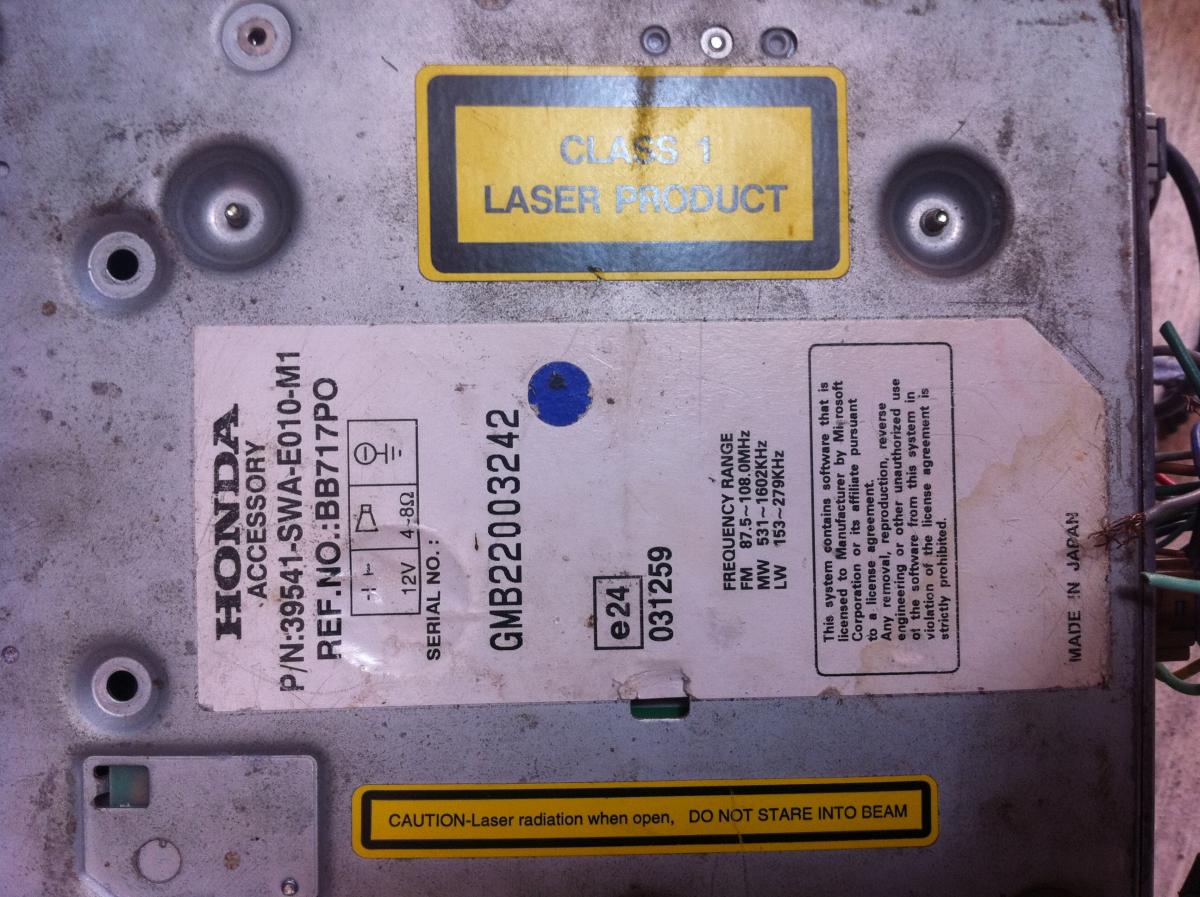 CLASS 1
LASER PRODUCT
HONDA
ACCESSORY
P/N:39541-SWA-E010-M1
REF.NO.:BB717PO
12V 4-8Ω
SERIAL NO. :
GMB22003242
e24
031259
FREQUENCY RANGE
FM 87.5~108.0MHz
MW 531~1602KHz
LW 153~279KHz
This system contains software that is
licensed to Manufacturer by Microsoft
Corporation or its affiliate pursuant
to a license agreement.
Any removal, reproduction, reverse
engineering or other unauthorized use
of the software from this system in
violation of the license agreement is
strictly prohibited.
MADE IN JAPAN
CAUTION-Laser radiation when open, DO NOT STARE INTO BEAM